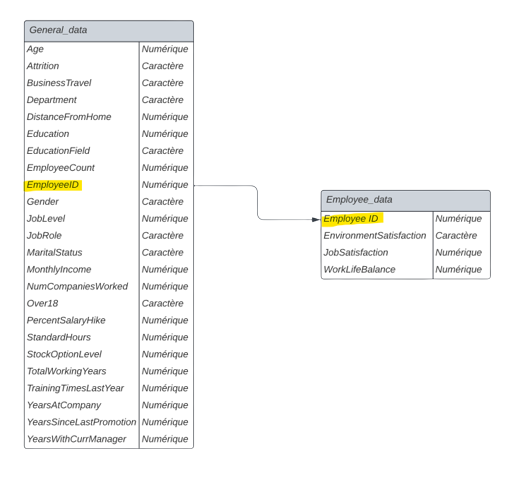 General_data
Age Numérique
Attrition Caractère
BusinessTravel Caractère
Department Caractère
DistanceFromHome Numérique
Education Numérique
EducationField Caractère
EmployeeCount Numérique
EmployeeID Numérique
Gender Caractère
JobLevel Numérique
JobRole Caractère
MaritalStatus Caractère
MonthlyIncome Numérique
NumCompaniesWorked Numérique
Over18 Caractère
PercentSalaryHike Numérique
StandardHours Numérique
StockOptionLevel Numérique
TotalWorkingYears Numérique
TrainingTimesLastYear Numérique
YearsAtCompany Numérique
YearsSinceLastPromotion Numérique
YearsWithCurrManager Numérique
Employee_data
Employee ID Numérique
EnvironmentSatisfaction Caractère
JobSatisfaction Numérique
WorkLifeBalance Numérique